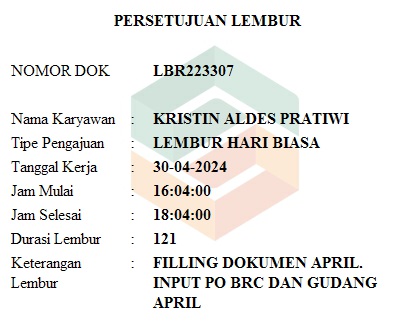 PERSETUJUAN LEMBUR
NOMOR DOK LBR223307
Nama Karyawan : KRISTIN ALDES PRATIWI
Tipe Pengajuan : LEMBUR HARI BIASA
Tanggal Kerja : 30-04-2024
Jam Mulai : 16:04:00
Jam Selesai : 18:04:00
Durasi Lembur : 121
Keterangan : FILLING DOKUMEN APRIL.
Lembur INPUT PO BRC DAN GUDANG
APRIL